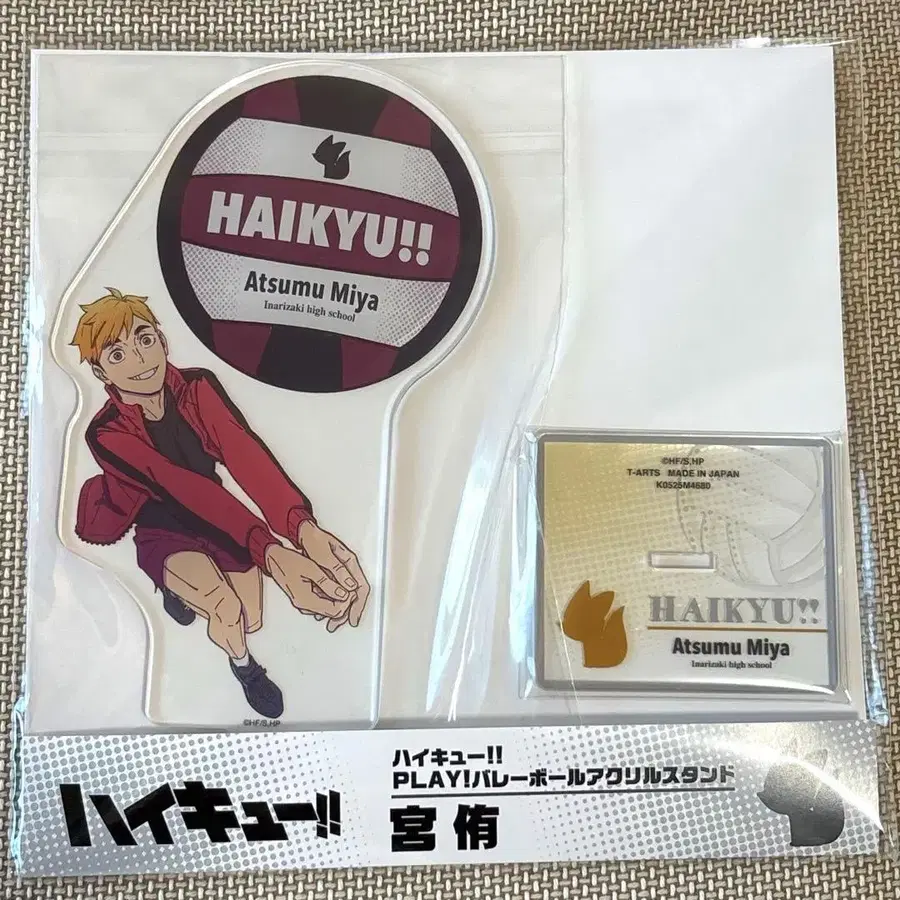 HAIKYU!!
Atsumu Miya
Inarizaki high school
©HF/S,HP
©HF/S,HP
T-ARTS MADE IN JAPAN
K0525M4680
HAIKYU!!
Atsumu Miya
Inarizaki high school
ハイキュー!!
ハイキュー!!
PLAY!バレーボールアクリルスタンド
宮 侑